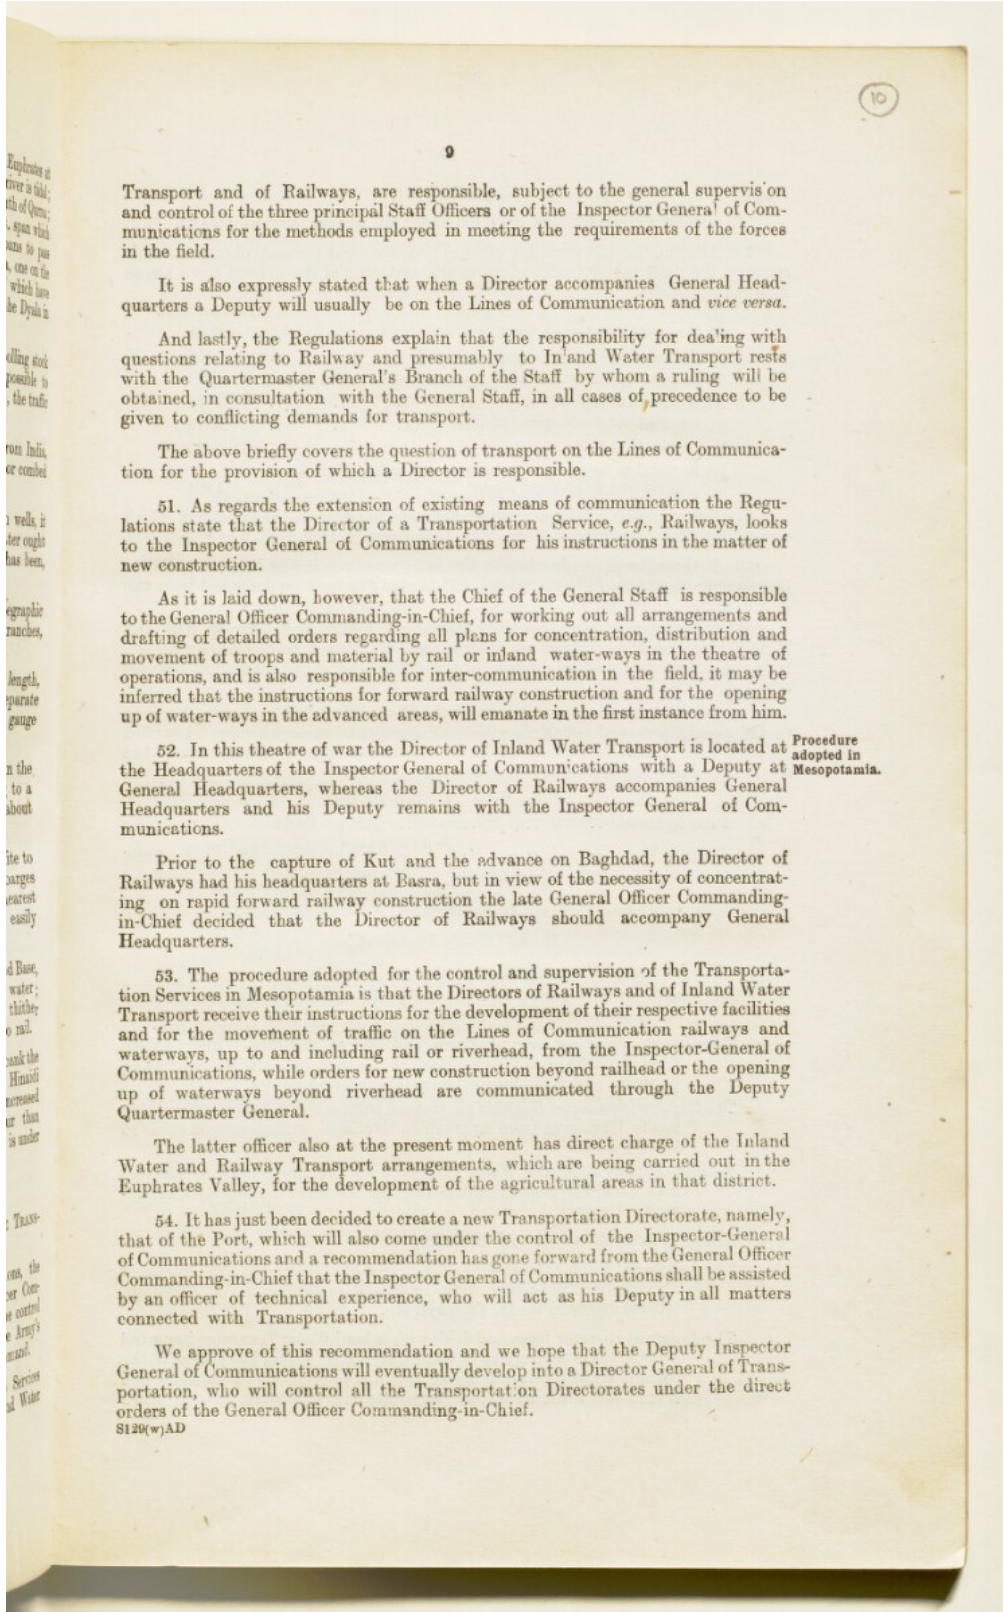 10
9
Transport and of Railways, are responsible, subject to the general supervis on
and control of the three principal Staff Officers or of the Inspector General of Com-
munications for the methods employed in meeting the requirements of the forces
in the field.
It is also expressly stated that when a Director accompanies General Head-
quarters a Deputy will usually be on the Lines of Communication and vice versa.
And lastly, the Regulations explain that the responsibility for dealing with
questions relating to Railway and presumably to Inland Water Transport rests
with the Quartermaster General's Branch of the Staff by whom a ruling will be
obtained, in consultation with the General Staff, in all cases of precedence to be
given to conflicting demands for transport.
The above briefly covers the question of transport on the Lines of Communica-
tion for the provision of which a Director is responsible.
51. As regards the extension of existing means of communication the Regu-
lations state that the Director of a Transportation Service, e.g., Railways, looks
to the Inspector General of Communications for his instructions in the matter of
new construction.
As it is laid down, however, that the Chief of the General Staff is responsible
to the General Officer Commanding-in-Chief, for working out all arrangements and
drafting of detailed orders regarding all plans for concentration, distribution and
movement of troops and material by rail or inland water-ways in the theatre of
operations, and is also responsible for inter-communication in the field, it may be
inferred that the instructions for forward railway construction and for the opening
up of water-ways in the advanced areas, will emanate in the first instance from him.
52. In this theatre of war the Director of Inland Water Transport is located at
the Headquarters of the Inspector General of Communications with a Deputy at
General Headquarters, whereas the Director of Railways accompanies General
Headquarters and his Deputy remains with the Inspector General of Com-
munications.
Procedure
adopted in
Mesopotamia.
Prior to the capture of Kut and the advance on Baghdad, the Director of
Railways had his headquarters at Basra, but in view of the necessity of concentrat-
ing on rapid forward railway construction the late General Officer Commanding-
in-Chief decided that the Director of Railways should accompany General
Headquarters.
53. The procedure adopted for the control and supervision of the Transporta-
tion Services in Mesopotamia is that the Directors of Railways and of Inland Water
Transport receive their instructions for the development of their respective facilities
and for the movement of traffic on the Lines of Communication railways and
waterways, up to and including rail or riverhead, from the Inspector-General of
Communications, while orders for new construction beyond railhead or the opening
up of waterways beyond riverhead are communicated through the Deputy
Quartermaster General.
The latter officer also at the present moment has direct charge of the Inland
Water and Railway Transport arrangements, which are being carried out in the
Euphrates Valley, for the development of the agricultural areas in that district.
54. It has just been decided to create a new Transportation Directorate, namely,
that of the Port, which will also come under the control of the Inspector-General
of Communications and a recommendation has gone forward from the General Officer
Commanding-in-Chief that the Inspector General of Communications shall be assisted
by an officer of technical experience, who will act as his Deputy in all matters
connected with Transportation.
We approve of this recommendation and we hope that the Deputy Inspector
General of Communications will eventually develop into a Director General of Trans-
portation, who will control all the Transportation Directorates under the direct
orders of the General Officer Commanding-in-Chief.
S129(w)AD